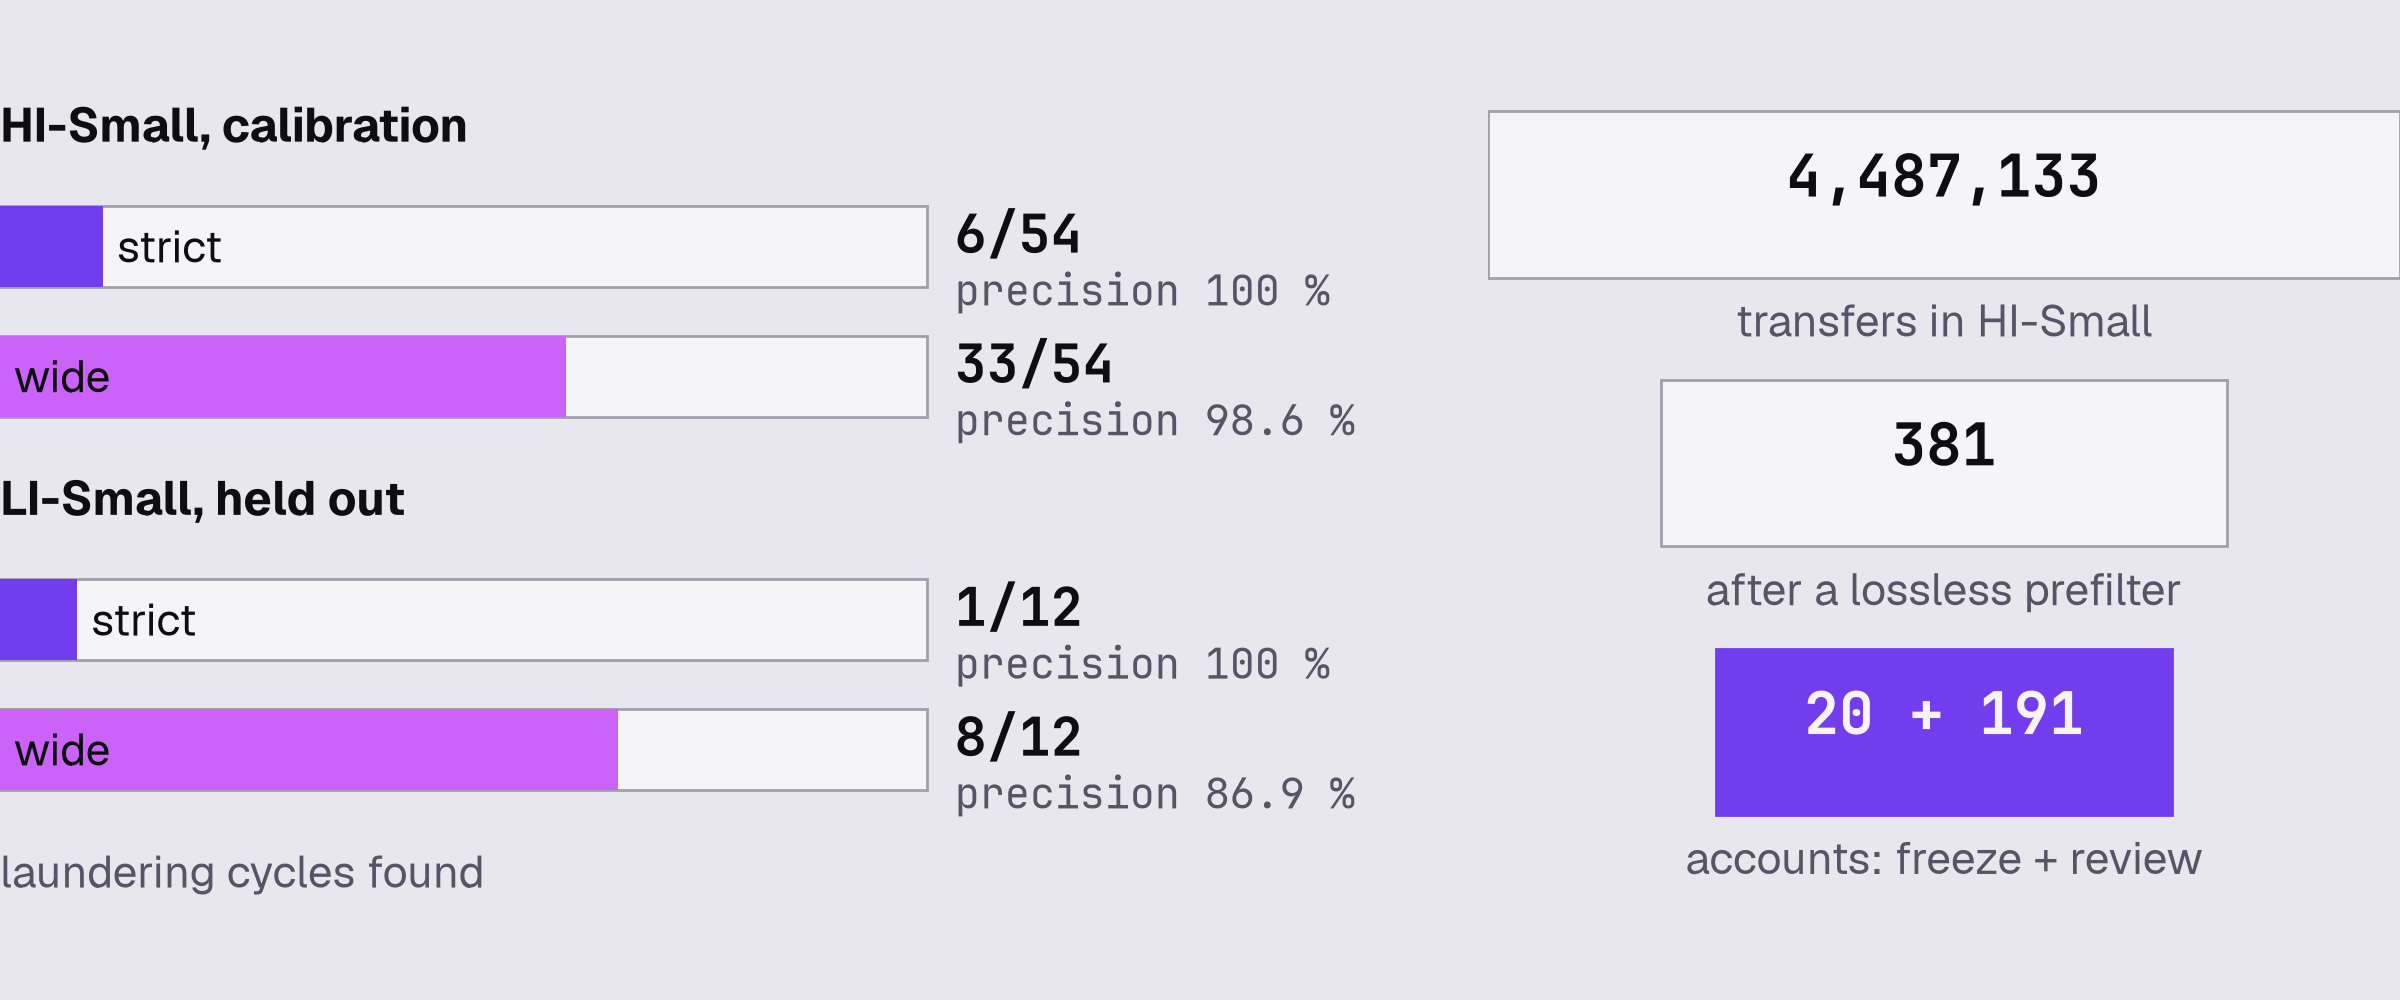 HI-Small, calibration
strict
6/54
precision 100 %
wide
33/54
precision 98.6 %
LI-Small, held out
strict
1/12
precision 100 %
wide
8/12
precision 86.9 %
laundering cycles found
4,487,133
transfers in HI-Small
381
after a lossless prefilter
20 + 191
accounts: freeze + review